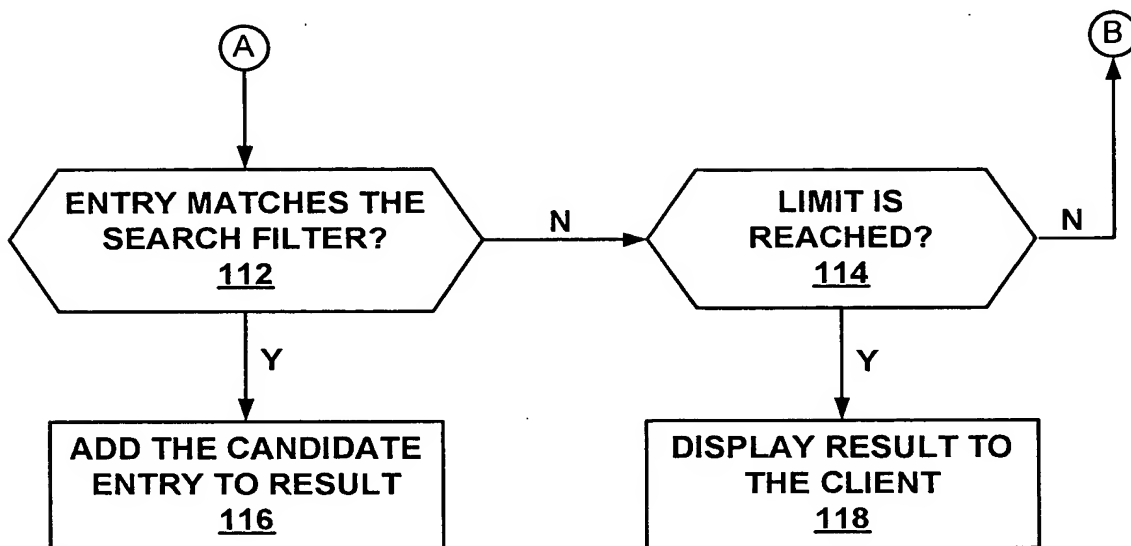 A
B
ENTRY MATCHES THE
SEARCH FILTER?
112
N
LIMIT IS
REACHED?
114
N
Y
Y
ADD THE CANDIDATE
ENTRY TO RESULT
116
DISPLAY RESULT TO
THE CLIENT
118